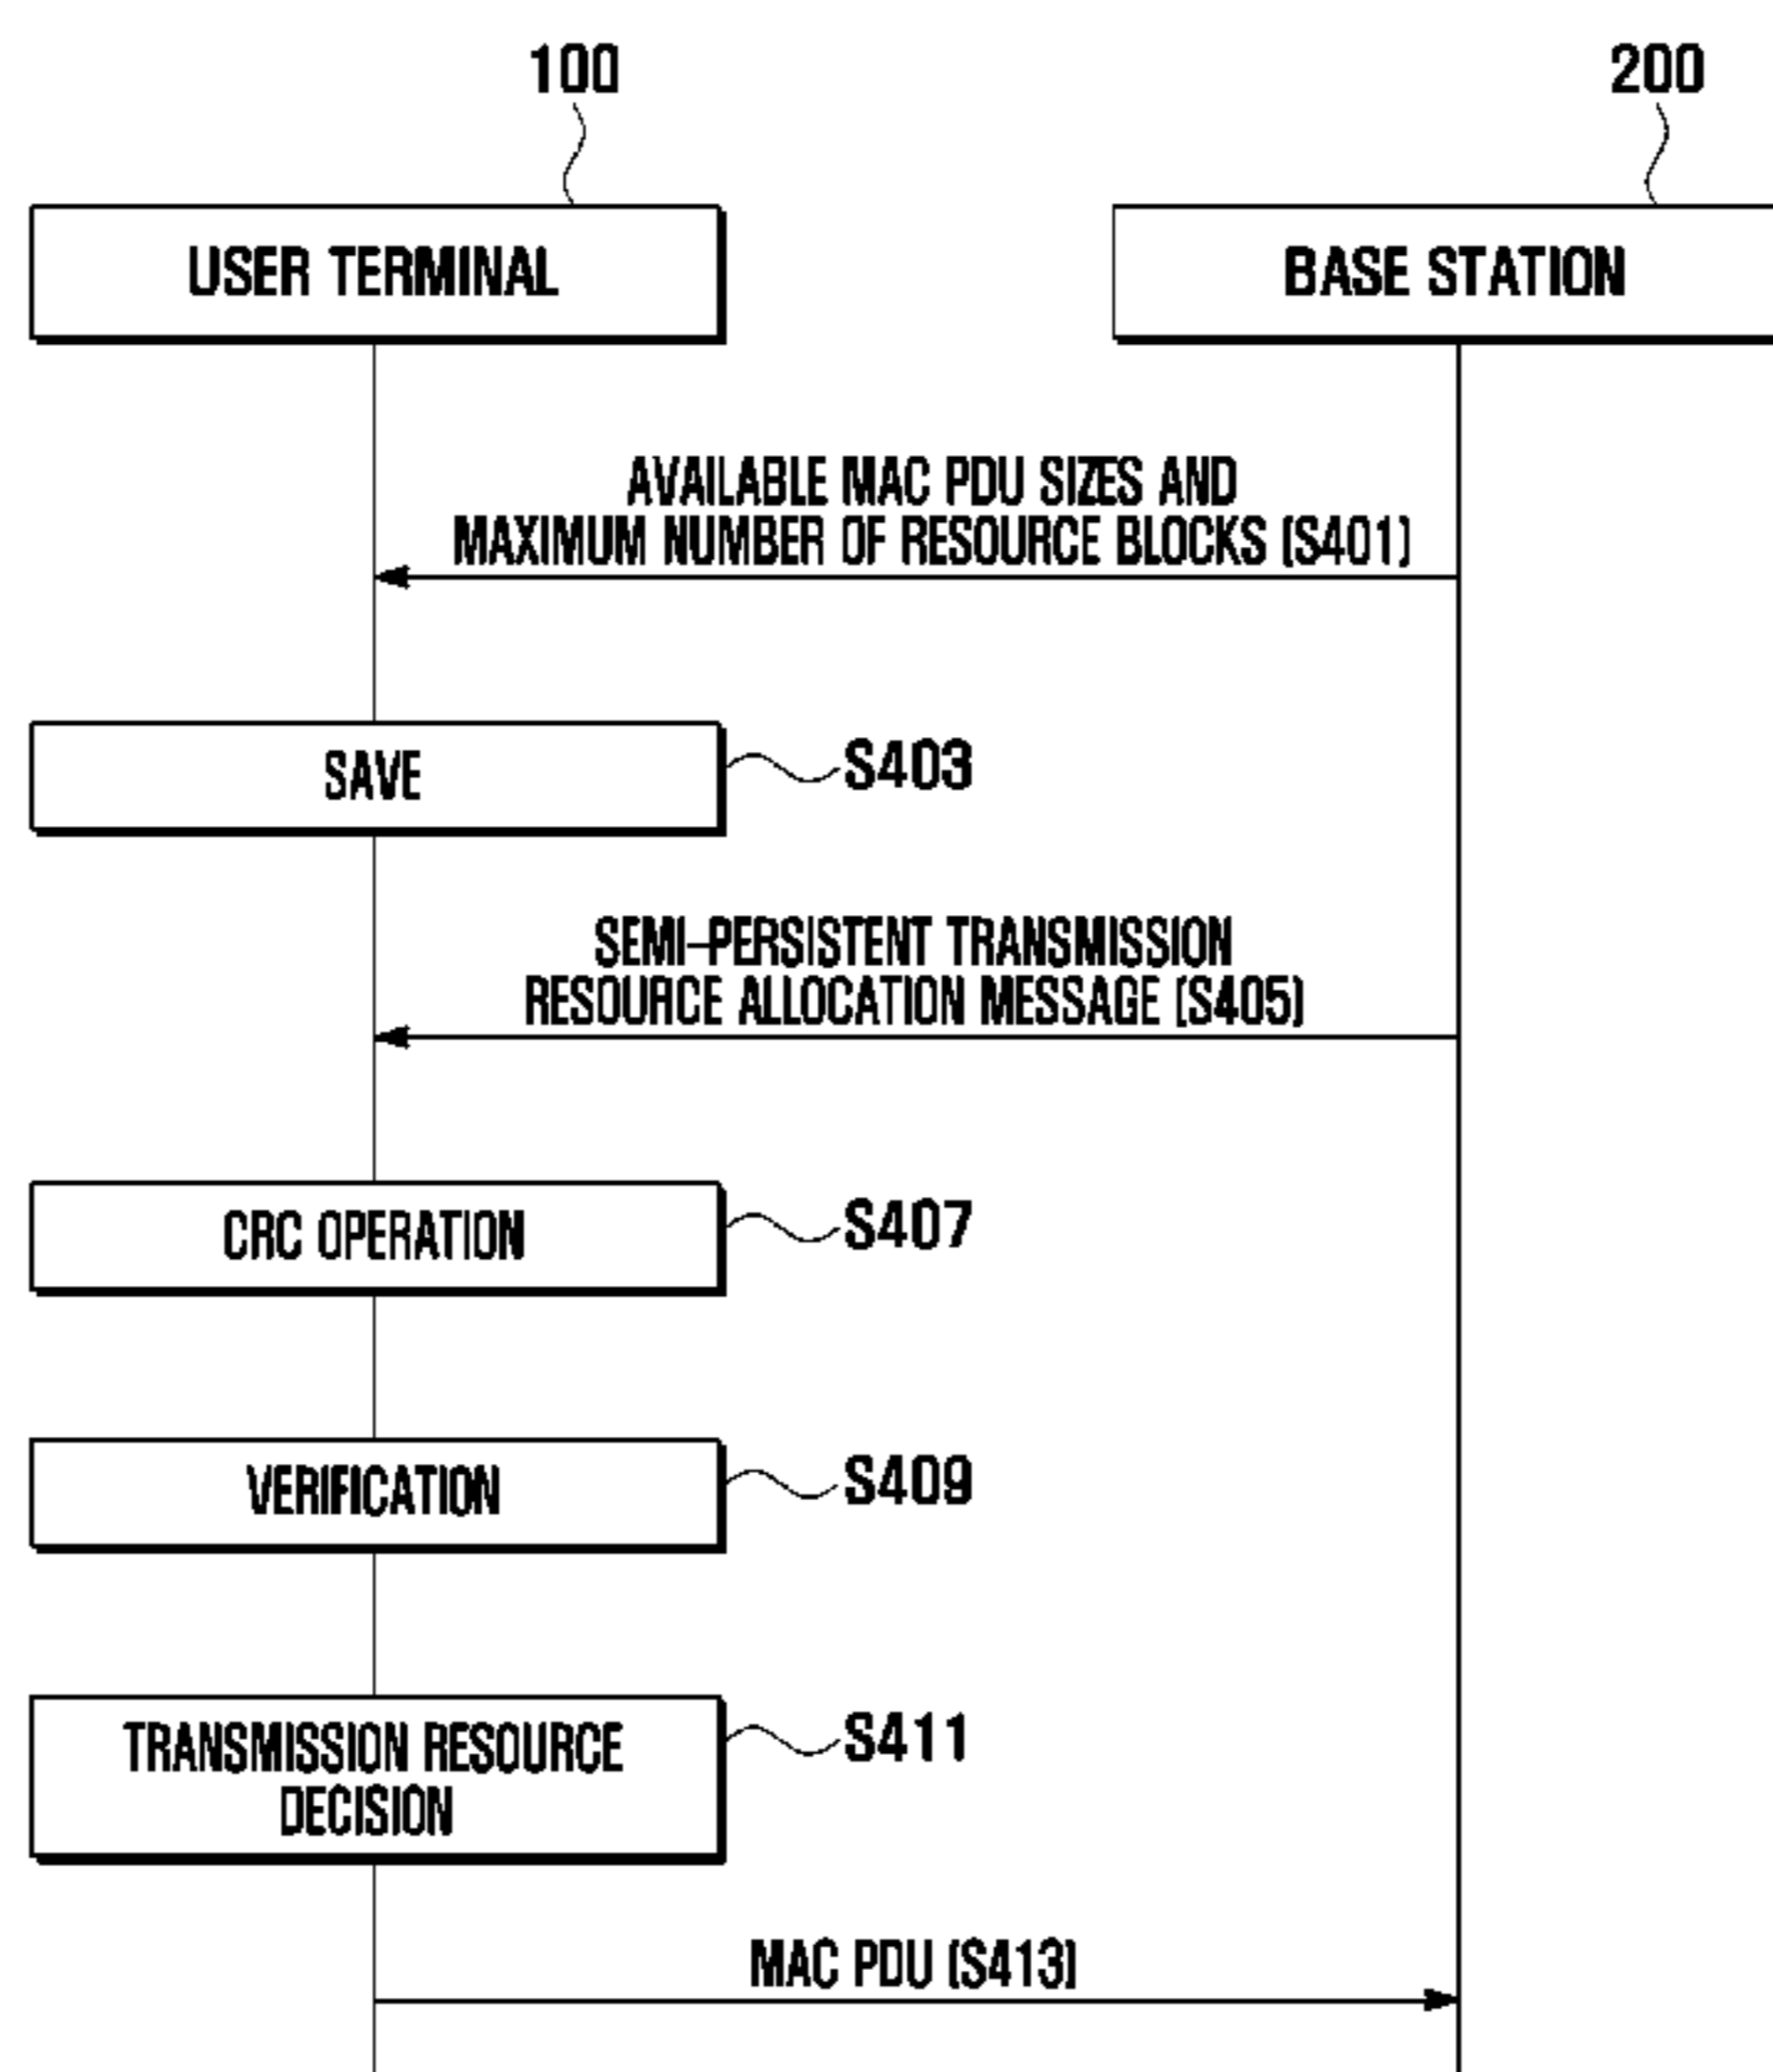 100
200
USER TERMINAL
BASE STATION
AVAILABLE MAC PDU SIZES AND
MAXIMUM NUMBER OF RESOURCE BLOCKS (S401)
SAVE
S403
SEMI-PERSISTENT TRANSMISSION
RESOURCE ALLOCATION MESSAGE (S405)
CRC OPERATION
S407
VERIFICATION
S409
TRANSMISSION RESOURCE
DECISION
S411
MAC PDU (S413)